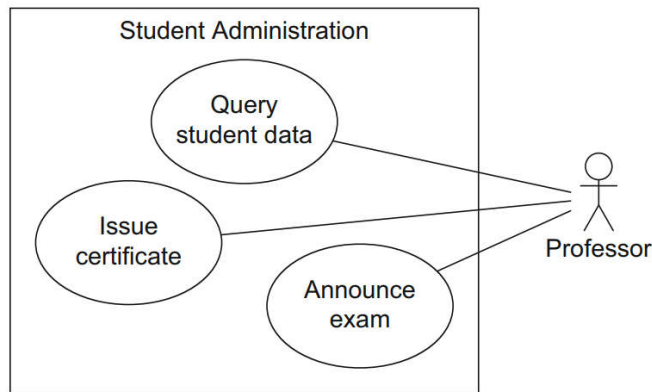 Student Administration
Query
student data
Issue
certificate
Professor
Announce
exam